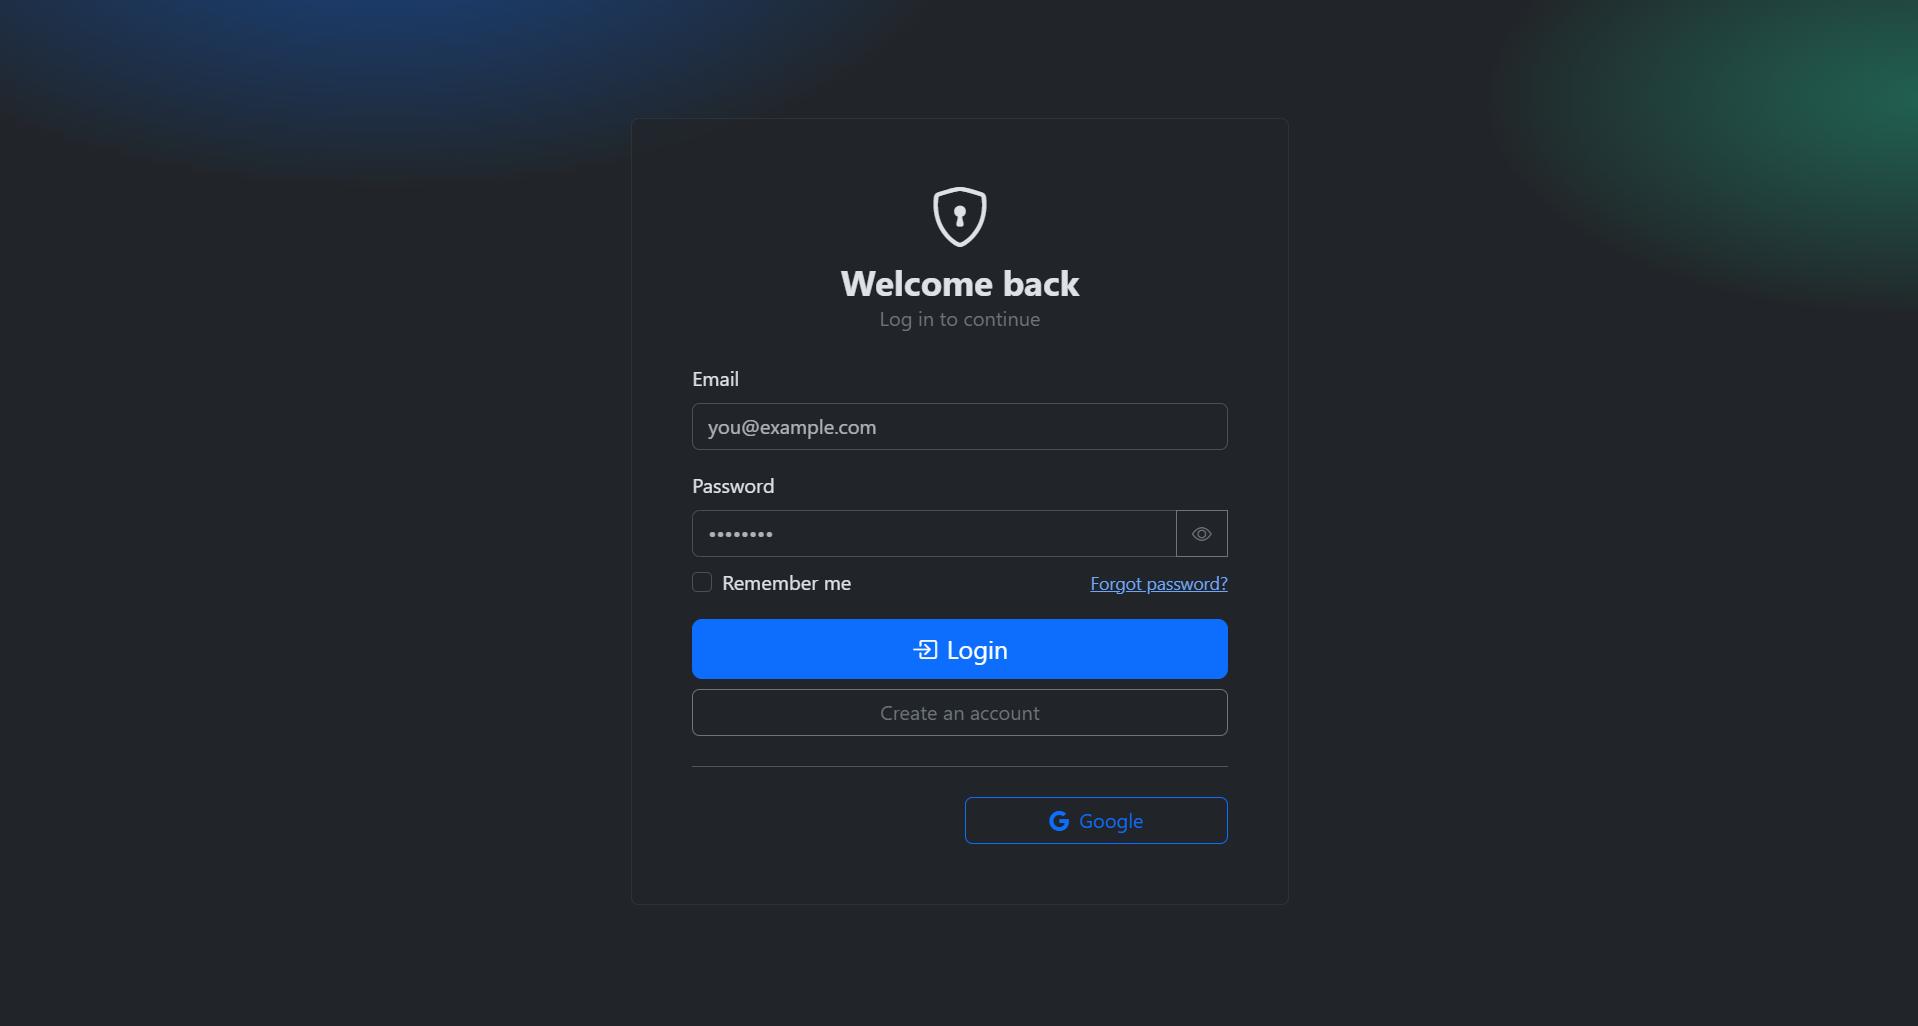 Welcome back
Log in to continue
Email
you@example.com
Password
••••••••
Remember me
Forgot password?
Login
Create an account
Google